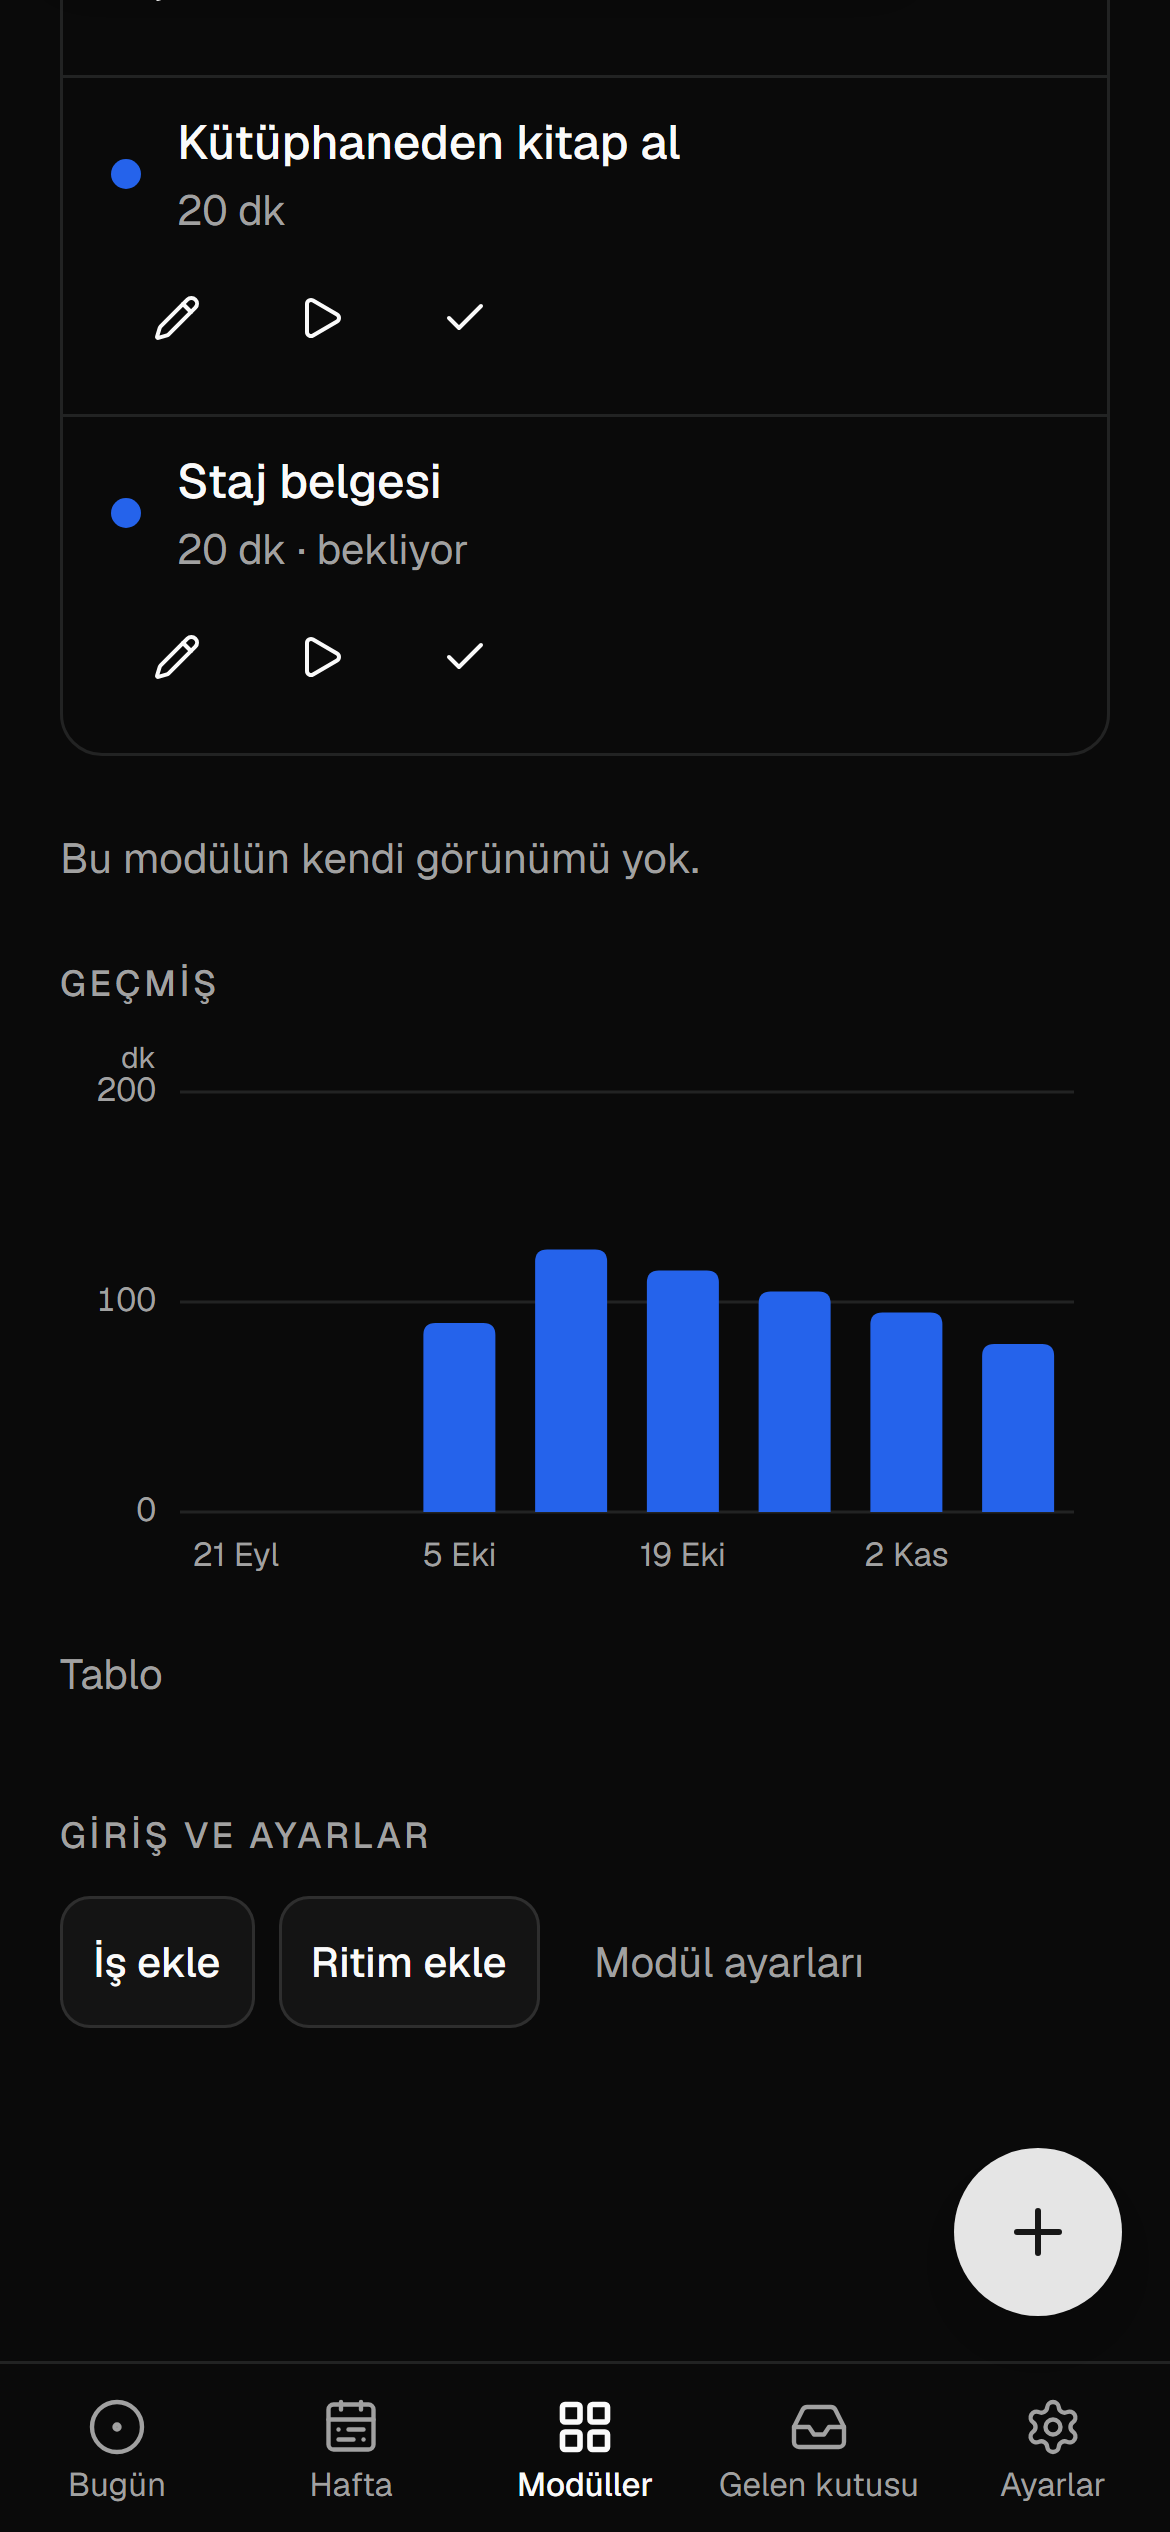 Kütüphaneden kitap al
20 dk
Staj belgesi
20 dk · bekliyor
Bu modülün kendi görünümü yok.
GEÇMİŞ
dk
200
100
0
21 Eyl
5 Eki
19 Eki
2 Kas
Tablo
GİRİŞ VE AYARLAR
İş ekle
Ritim ekle
Modül ayarları
Bugün
Hafta
Modüller
Gelen kutusu
Ayarlar